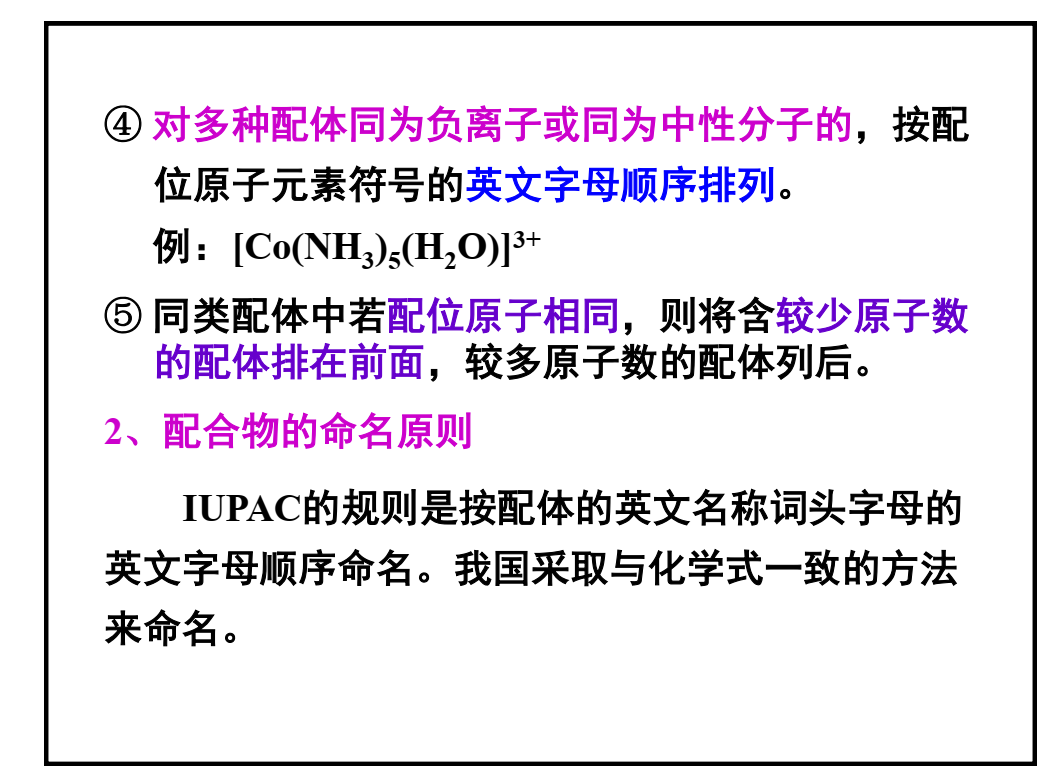 ④ 对多种配体同为负离子或同为中性分子的，按配
位原子元素符号的英文字母顺序排列。
例：[Co(NH₃)₅(H₂O)]³⁺
⑤ 同类配体中若配位原子相同，则将含较少原子数
的配体排在前面，较多原子数的配体列后。
2、配合物的命名原则
IUPAC的规则是按配体的英文名称词头字母的
英文字母顺序命名。我国采取与化学式一致的方法
来命名。